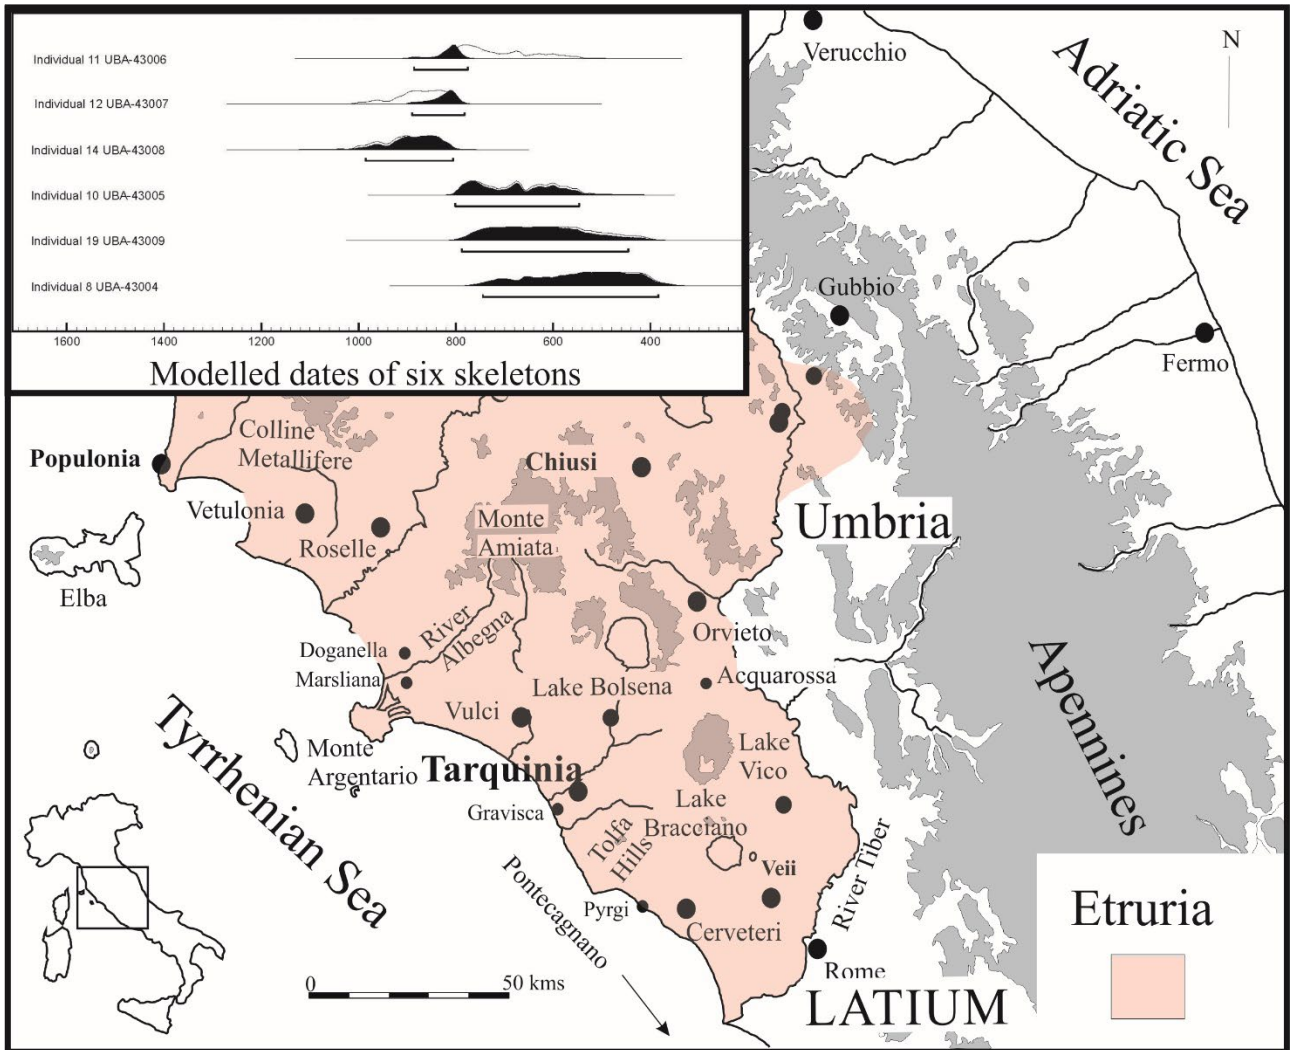 Individual 11 UBA-43006
Individual 12 UBA-43007
Individual 14 UBA-43008
Individual 10 UBA-43005
Individual 19 UBA-43009
Individual 8 UBA-43004
1600 1400 1200 1000 800 600 400
Modelled dates of six skeletons
Verucchio
N
Adriatic Sea
Gubbio
Fermo
Colline
Metallifere
Populonia
Chiusi
Vetulonia
Roselle
Monte
Amiata
Umbria
Elba
River
Albegna
Orvieto
Doganella
Marsliana
Lake Bolsena
Acquarossa
Vulci
Monte
Argentario
Tarquinia
Lake
Vico
Gravisca
Lake
Bracciano
Tolfa
Hills
Veii
Apennines
Tyrrhenian Sea
River Tiber
Pontecagnano
Pyrgi
Cerveteri
Etruria
0 50 kms
Rome
LATIUM